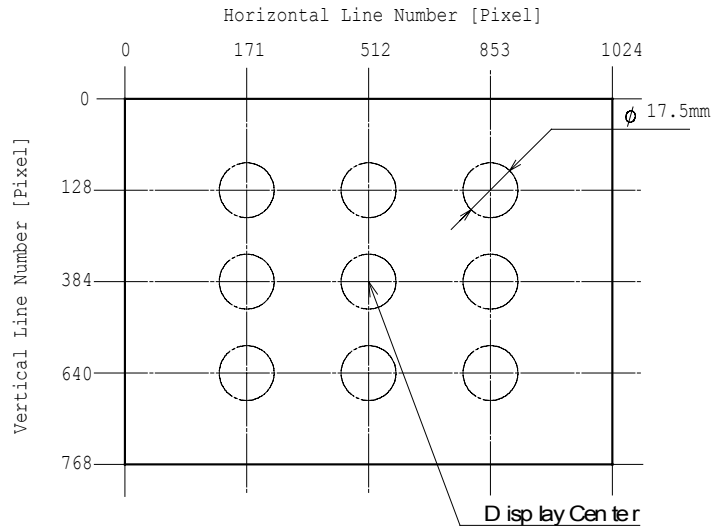 Horizontal Line Number [Pixel]
0 171 512 853 1024
0
ϕ 17.5mm
128
384
640
768
Vertical Line Number [Pixel]
Display Center